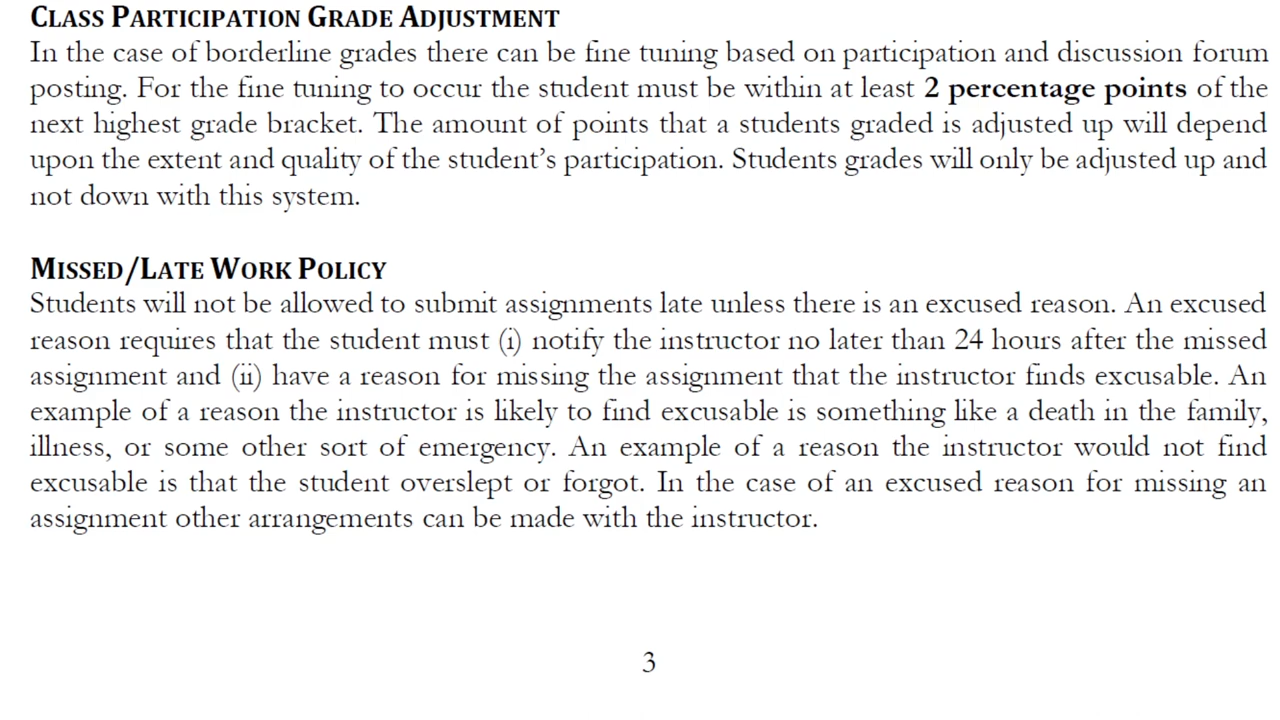 CLASS PARTICIPATION GRADE ADJUSTMENT
In the case of borderline grades there can be fine tuning based on participation and discussion forum
posting. For the fine tuning to occur the student must be within at least 2 percentage points of the
next highest grade bracket. The amount of points that a students graded is adjusted up will depend
upon the extent and quality of the student's participation. Students grades will only be adjusted up and
not down with this system.
MISSED/LATE WORK POLICY
Students will not be allowed to submit assignments late unless there is an excused reason. An excused
reason requires that the student must (i) notify the instructor no later than 24 hours after the missed
assignment and (ii) have a reason for missing the assignment that the instructor finds excusable. An
example of a reason the instructor is likely to find excusable is something like a death in the family,
illness, or some other sort of emergency. An example of a reason the instructor would not find
excusable is that the student overslept or forgot. In the case of an excused reason for missing an
assignment other arrangements can be made with the instructor.
3